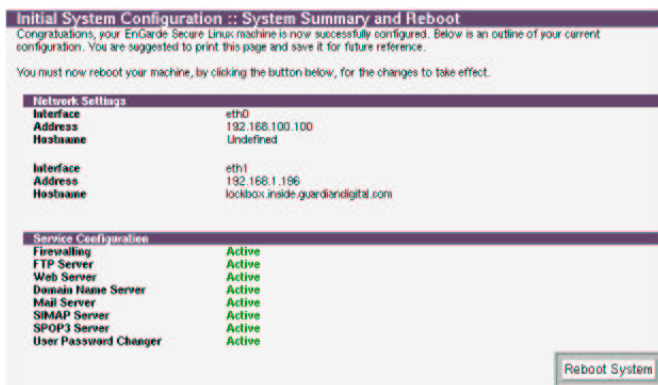 Initial System Configuration :: System Summary and Reboot
Congratuations, your EnGarde Secure Linux machine is now successfully configured. Below is an outline of your current
configuration. You are suggested to print this page and save it for future reference.
You must now reboot your machine, by clicking the button below, for the changes to take effect.
Network Settings
Interface eth0
Address 192.168.100.100
Hostname Undefined
Interface eth1
Address 192.168.1.196
Hostname lockbox.inside.guardiandigital.com
Service Configuration
Firewalling Active
FTP Server Active
Web Server Active
Domain Name Server Active
Mail Server Active
SIMAP Server Active
SPOP3 Server Active
User Password Changer Active
Reboot System